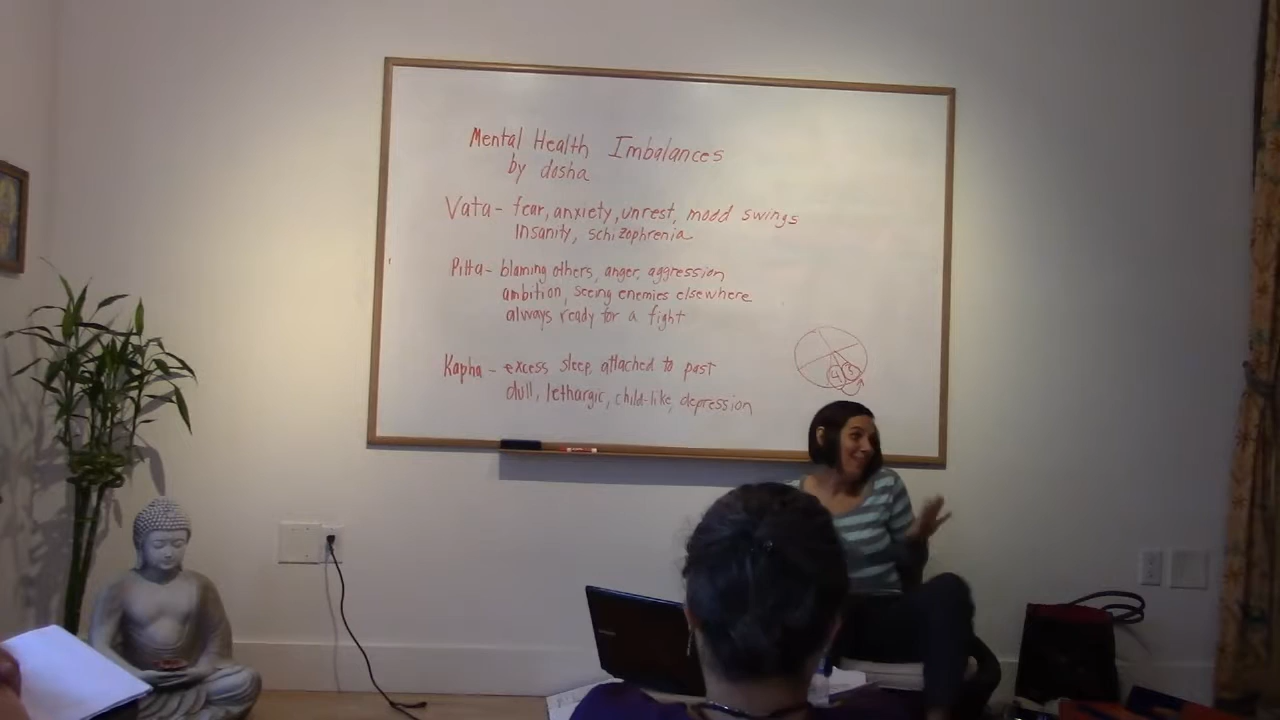 Mental Health Imbalances
by dosha
Vata - fear, anxiety, unrest, mood swings
Insanity, schizophrenia
Pitta - blaming others, anger, aggression
ambition, seeing enemies elsewhere
always ready for a fight
Kapha - excess sleep, attached to past
dull, lethargic, child-like, depression